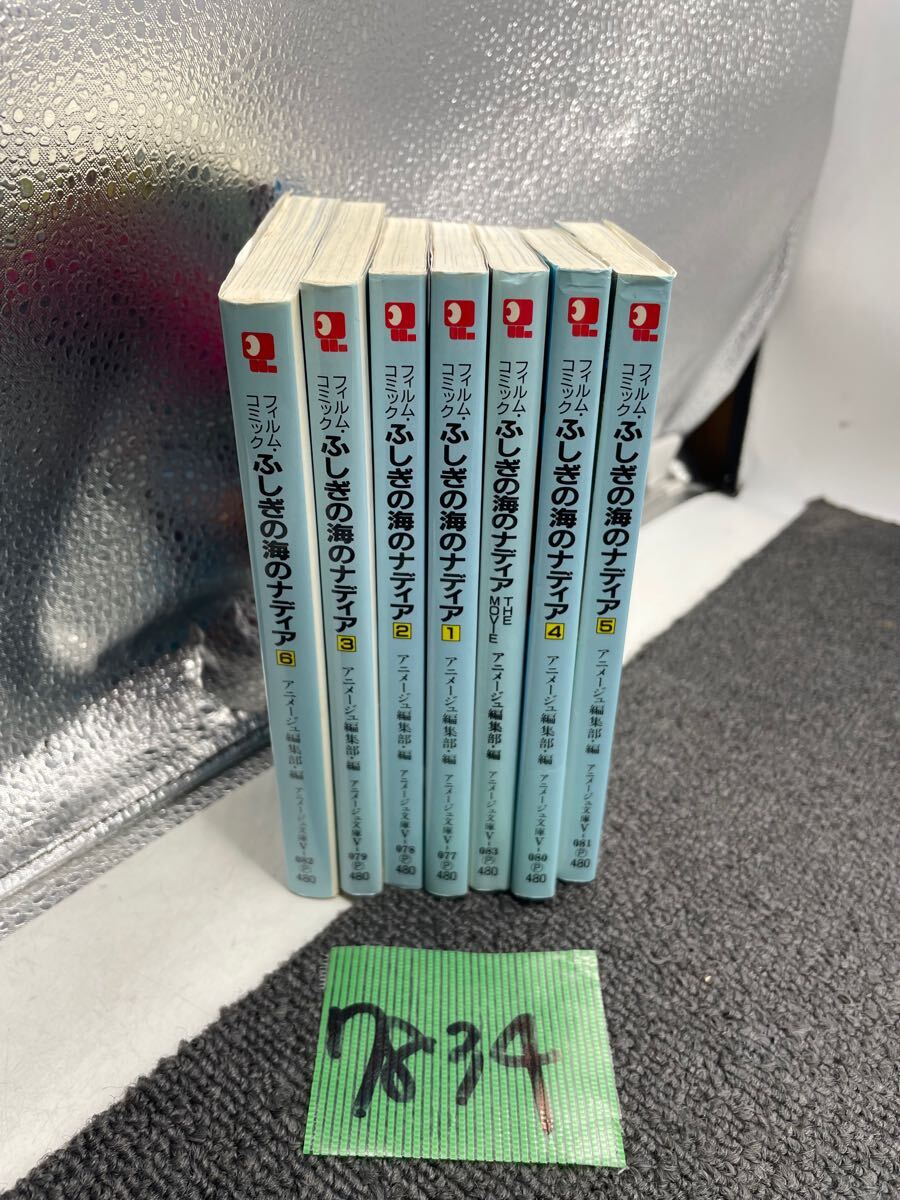 フィルム・コミック ふしぎの海のナディア 6 アニメージュ編集部・編 アニメージュ文庫V-082 P480
フィルム・コミック ふしぎの海のナディア 3 アニメージュ編集部・編 アニメージュ文庫V-079 P480
フィルム・コミック ふしぎの海のナディア 2 アニメージュ編集部・編 アニメージュ文庫V-078 P480
フィルム・コミック ふしぎの海のナディア 1 アニメージュ編集部・編 アニメージュ文庫V-077 P480
フィルム・コミック ふしぎの海のナディア THE MOVIE アニメージュ編集部・編 アニメージュ文庫V-083 P480
フィルム・コミック ふしぎの海のナディア 4 アニメージュ編集部・編 アニメージュ文庫V-080 P480
フィルム・コミック ふしぎの海のナディア 5 アニメージュ編集部・編 アニメージュ文庫V-081 P480
7834